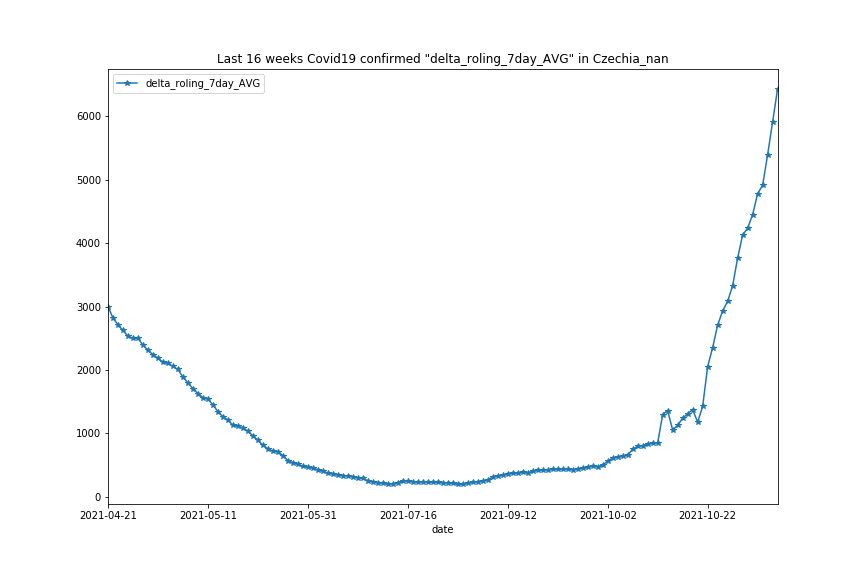 Last 16 weeks Covid19 confirmed "delta_roling_7day_AVG" in Czechia_nan
delta_roling_7day_AVG
6000
5000
4000
3000
2000
1000
0
2021-04-21 2021-05-11 2021-05-31 2021-07-16 2021-09-12 2021-10-02 2021-10-22
date